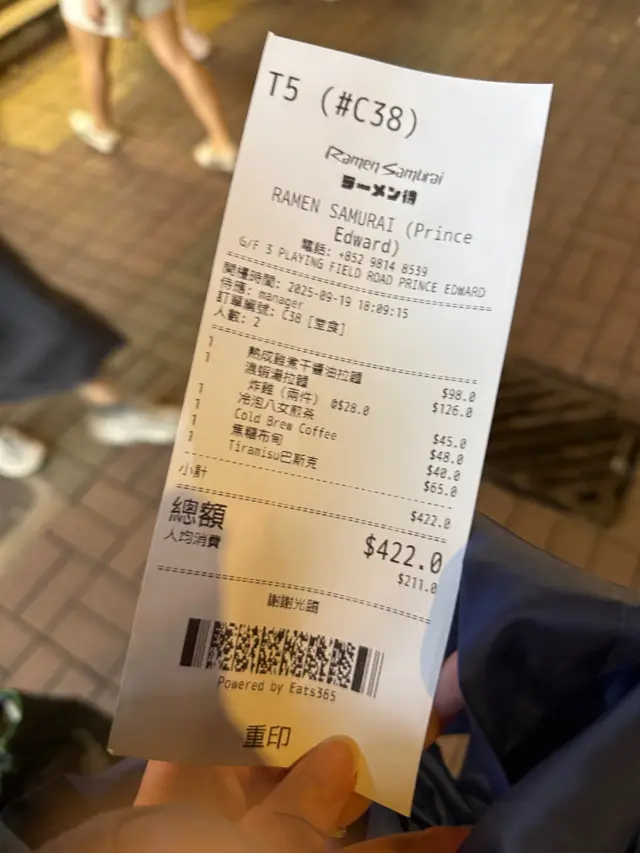 T5 (#C38)
Ramen Samurai
ラーメン侍
RAMEN SAMURAI (Prince
Edward)
電話: +852 9814 8539
G/F 3 PLAYING FIELD ROAD PRINCE EDWARD
開檯時間: 2025-09-19 18:09:15
侍應: manager
訂單編號: C38 [堂食]
人數: 2
1 熟成雞煮干醬油拉麵 $98.0
1 濃蝦湯拉麵 $126.0
炸雞 (兩件) @$28.0
1 冷泡八女煎茶 $45.0
1 Cold Brew Coffee $48.0
1 焦糖布甸 $40.0
1 Tiramisu巴斯克 $65.0
小計 $422.0
總額 $422.0
人均消費 $211.0
謝謝光臨
Powered by Eats365
重印